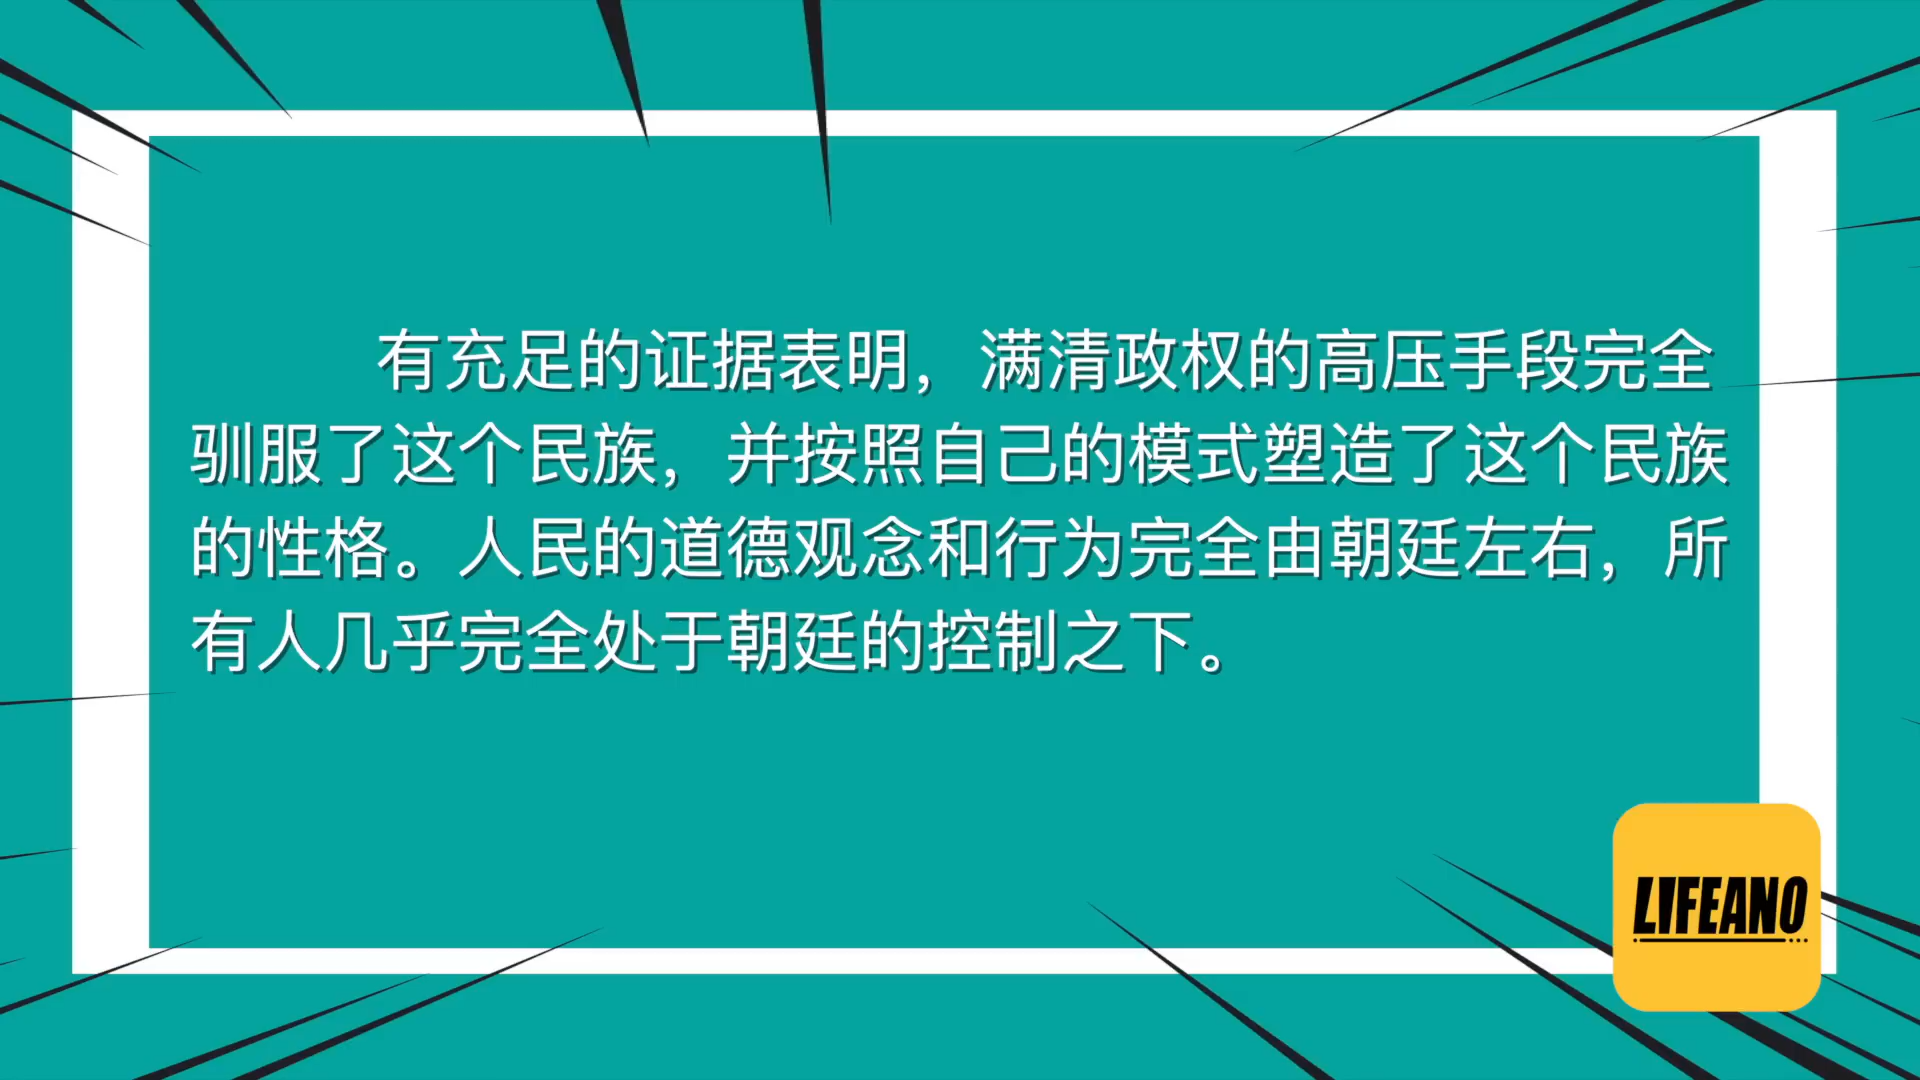 有充足的证据表明，满清政权的高压手段完全
驯服了这个民族，并按照自己的模式塑造了这个民族
的性格。人民的道德观念和行为完全由朝廷左右，所
有人几乎完全处于朝廷的控制之下。
LIFEANO